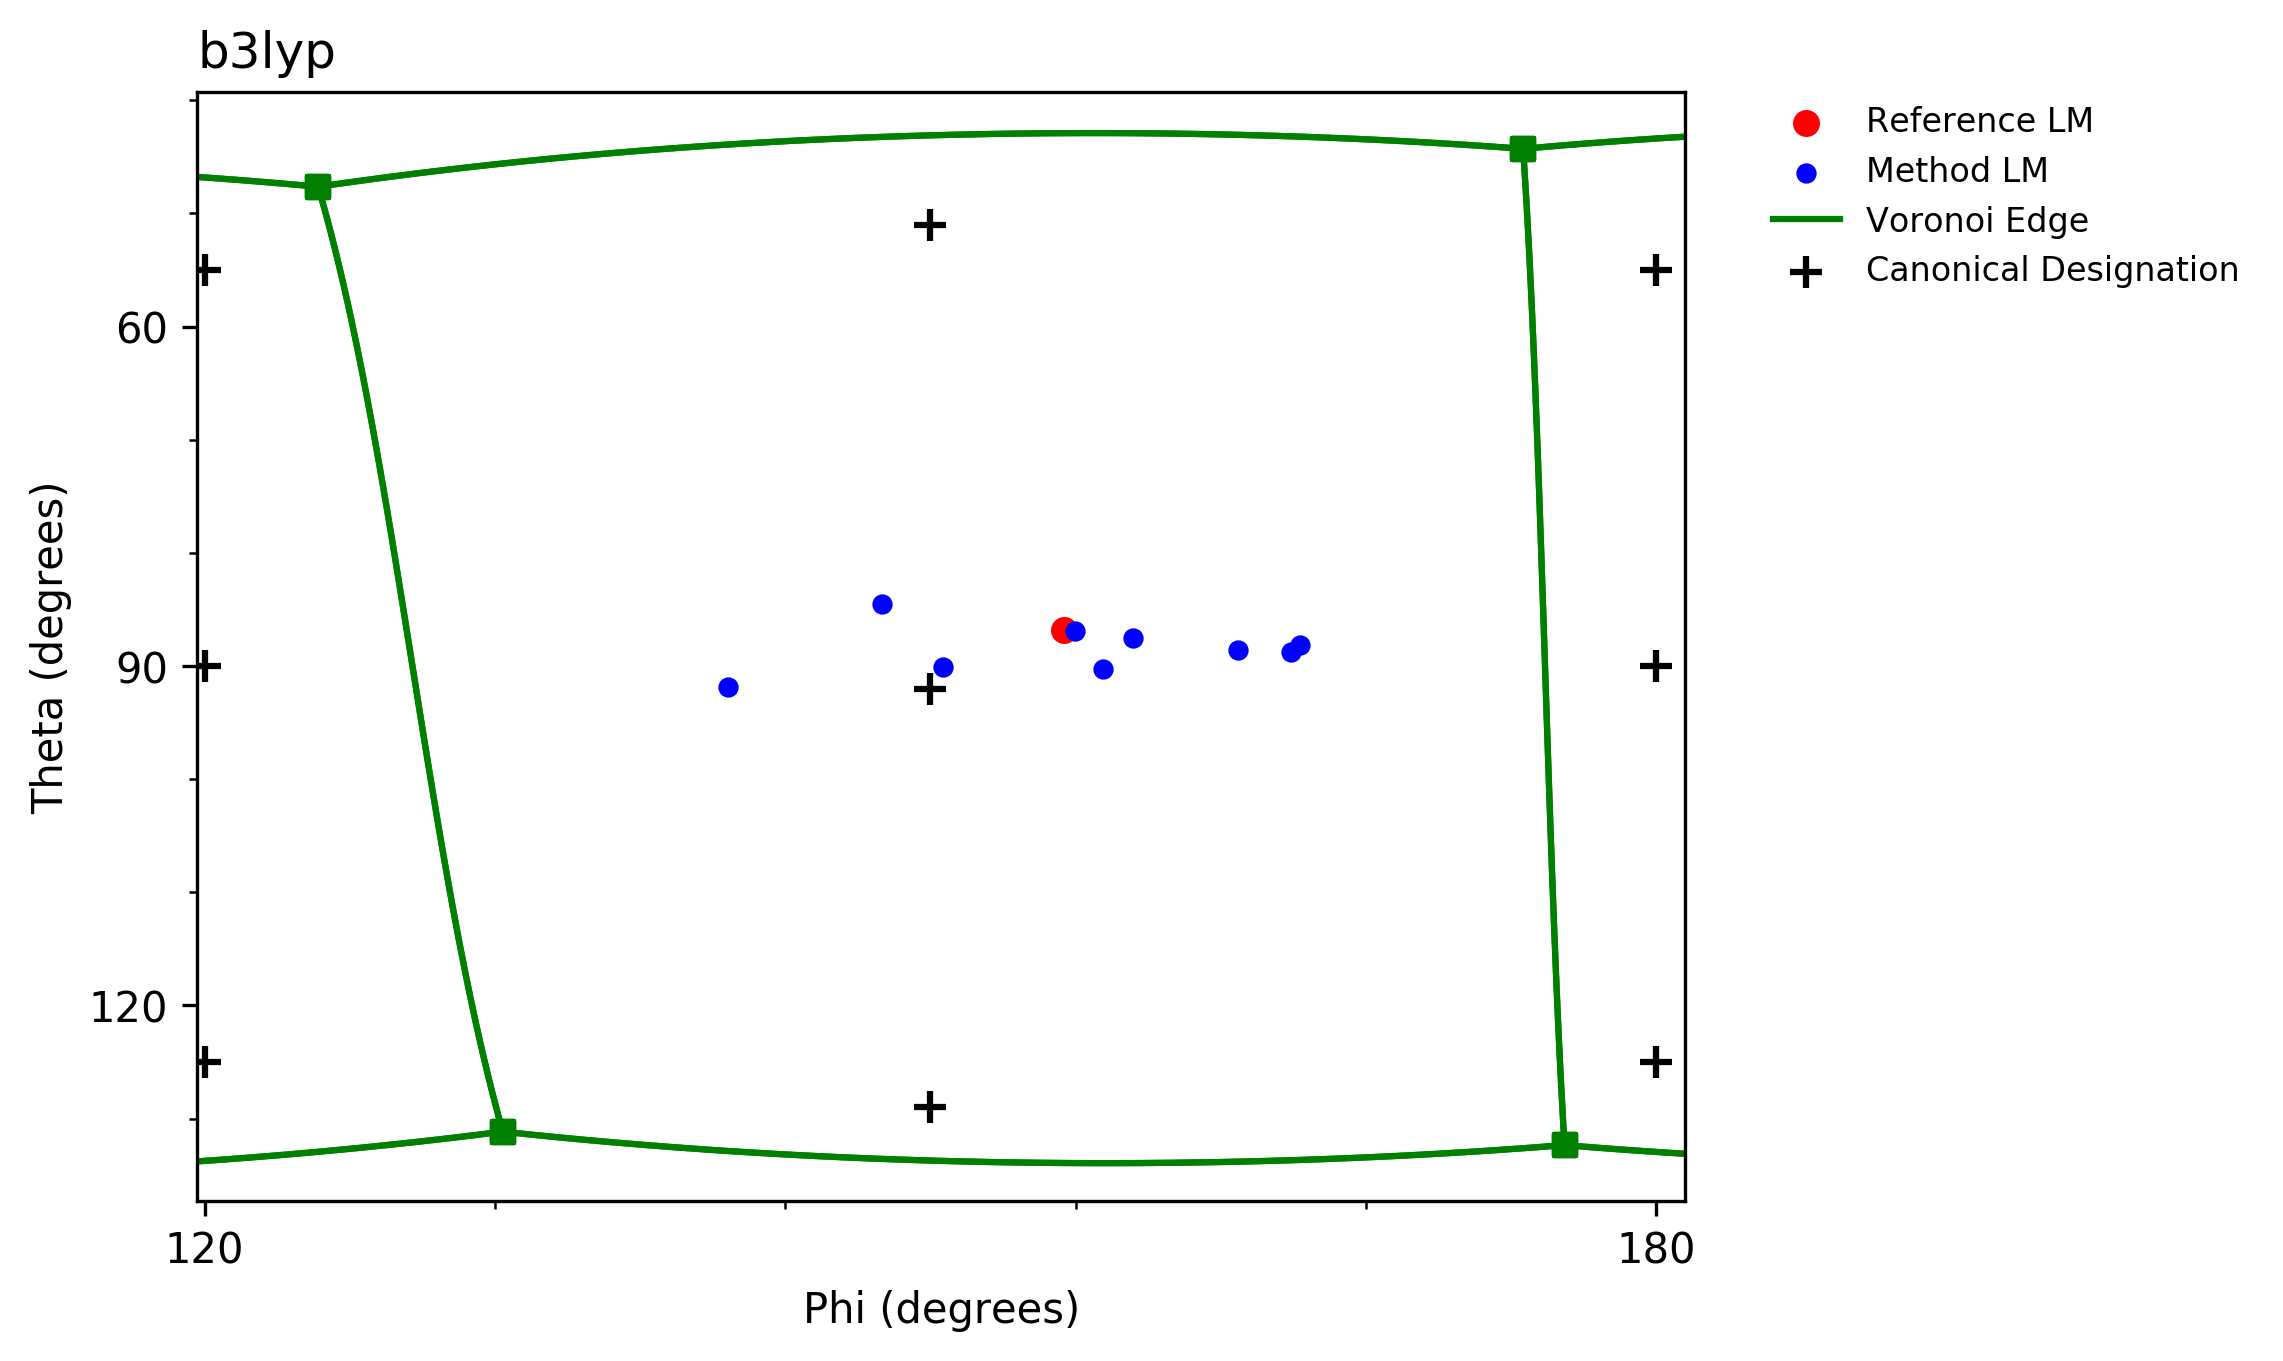 b3lyp
Reference LM
Method LM
Voronoi Edge
Canonical Designation
Theta (degrees)
60
90
120
120
180
Phi (degrees)